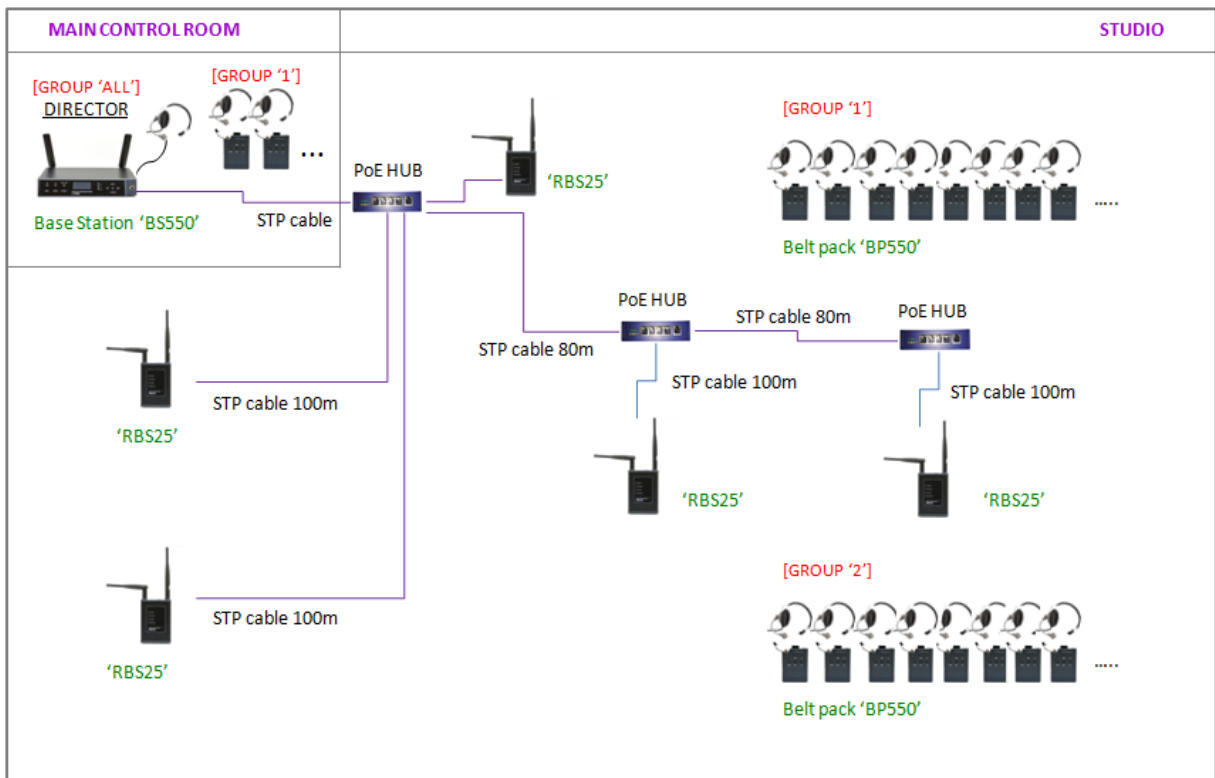 MAIN CONTROL ROOM
STUDIO
[GROUP ‘ALL’]
DIRECTOR
[GROUP ‘1’]
...
Base Station ‘BS550’
STP cable
PoE HUB
‘RBS25’
[GROUP ‘1’]
.....
Belt pack ‘BP550’
PoE HUB
STP cable 80m
STP cable 80m
PoE HUB
STP cable 100m
STP cable 100m
‘RBS25’
‘RBS25’
STP cable 100m
‘RBS25’
STP cable 100m
‘RBS25’
[GROUP ‘2’]
.....
Belt pack ‘BP550’